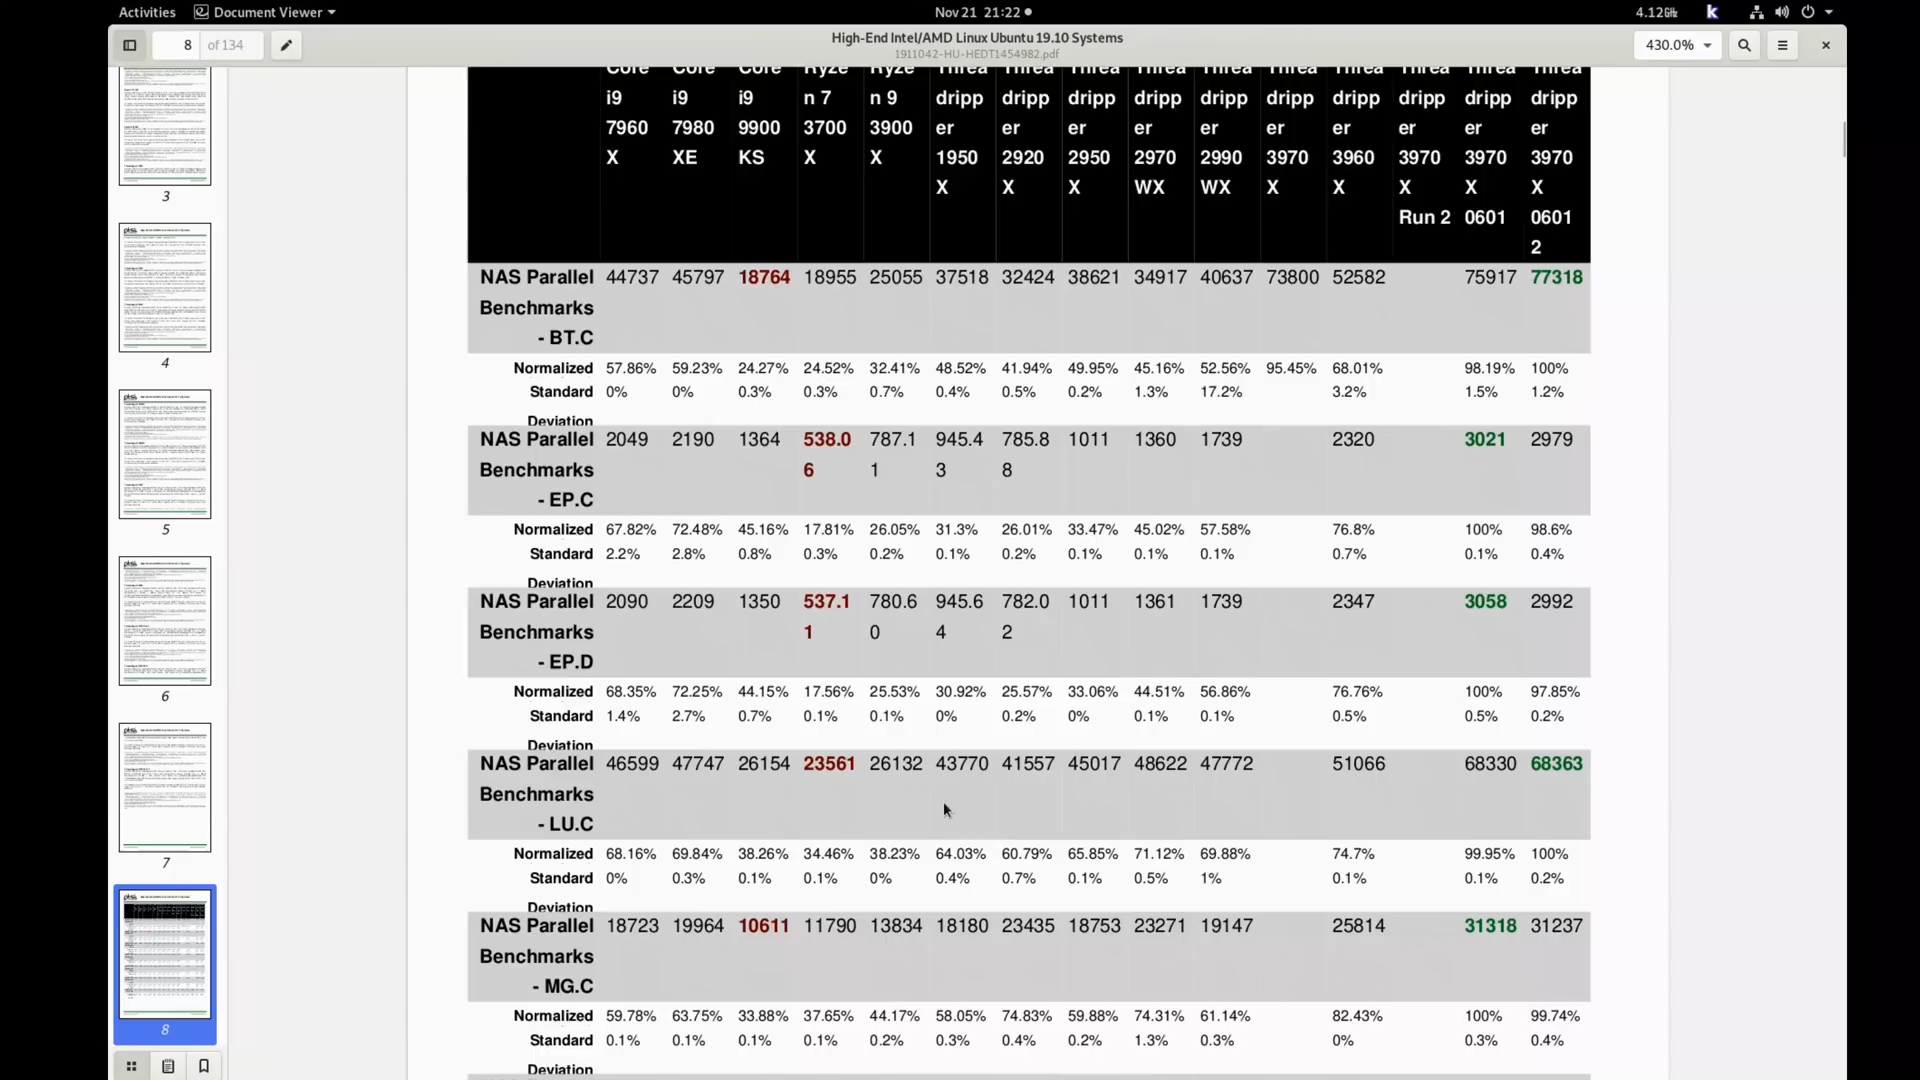 Activities Document Viewer Nov 21 21:22 4.12GHz
8 of 134 High-End Intel/AMD Linux Ubuntu 19.10 Systems 430.0%
1911042-HU-HEDT1454982.pdf
3
4
5
6
7
8
Core Core Core Ryze Ryze Threa Threa Threa Threa Threa Threa Threa Threa Threa Threa
i9 i9 i9 n 7 n 9 dripp dripp dripp dripp dripp dripp dripp dripp dripp dripp
7960 7980 9900 3700 3900 er er er er er er er er er er
X XE KS X X 1950 2920 2950 2970 2990 3970 3960 3970 3970 3970
X X X WX WX X X X X X
Run 2 0601 0601
2
NAS Parallel 44737 45797 18764 18955 25055 37518 32424 38621 34917 40637 73800 52582 75917 77318
Benchmarks
- BT.C
Normalized 57.86% 59.23% 24.27% 24.52% 32.41% 48.52% 41.94% 49.95% 45.16% 52.56% 95.45% 68.01% 98.19% 100%
Standard 0% 0% 0.3% 0.3% 0.7% 0.4% 0.5% 0.2% 1.3% 17.2% 3.2% 1.5% 1.2%
Deviation
NAS Parallel 2049 2190 1364 538.0 787.1 945.4 785.8 1011 1360 1739 2320 3021 2979
Benchmarks 6 1 3 8
- EP.C
Normalized 67.82% 72.48% 45.16% 17.81% 26.05% 31.3% 26.01% 33.47% 45.02% 57.58% 76.8% 100% 98.6%
Standard 2.2% 2.8% 0.8% 0.3% 0.2% 0.1% 0.2% 0.1% 0.1% 0.1% 0.7% 0.1% 0.4%
Deviation
NAS Parallel 2090 2209 1350 537.1 780.6 945.6 782.0 1011 1361 1739 2347 3058 2992
Benchmarks 1 0 4 2
- EP.D
Normalized 68.35% 72.25% 44.15% 17.56% 25.53% 30.92% 25.57% 33.06% 44.51% 56.86% 76.76% 100% 97.85%
Standard 1.4% 2.7% 0.7% 0.1% 0.1% 0% 0.2% 0% 0.1% 0.1% 0.5% 0.5% 0.2%
Deviation
NAS Parallel 46599 47747 26154 23561 26132 43770 41557 45017 48622 47772 51066 68330 68363
Benchmarks
- LU.C
Normalized 68.16% 69.84% 38.26% 34.46% 38.23% 64.03% 60.79% 65.85% 71.12% 69.88% 74.7% 99.95% 100%
Standard 0% 0.3% 0.1% 0.1% 0% 0.4% 0.7% 0.1% 0.5% 1% 0.1% 0.1% 0.2%
Deviation
NAS Parallel 18723 19964 10611 11790 13834 18180 23435 18753 23271 19147 25814 31318 31237
Benchmarks
- MG.C
Normalized 59.78% 63.75% 33.88% 37.65% 44.17% 58.05% 74.83% 59.88% 74.31% 61.14% 82.43% 100% 99.74%
Standard 0.1% 0.1% 0.1% 0.1% 0.2% 0.3% 0.4% 0.2% 1.3% 0.3% 0% 0.3% 0.4%
Deviation